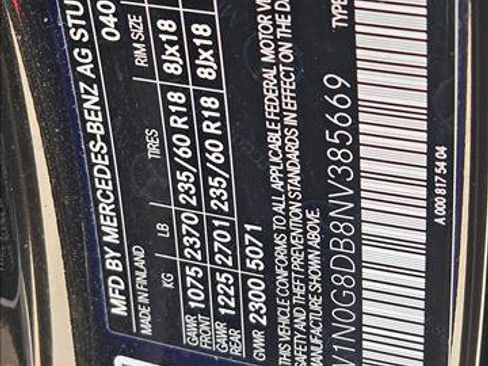 MFD BY MERCEDES-BENZ AG STU
040
MADE IN FINLAND
KG LB TIRES RIM SIZE
GAWR FRONT 1075 2370 235/60 R18 8Jx18
GAWR REAR 1225 2701 235/60 R18 8Jx18
GVWR 2300 5071
THIS VEHICLE CONFORMS TO ALL APPLICABLE FEDERAL MOTOR VE
SAFETY AND THEFT PREVENTION STANDARDS IN EFFECT ON THE DA
MANUFACTURE SHOWN ABOVE.
V1N0G8DB8NV385669 TYPE
A 000 817 54 04